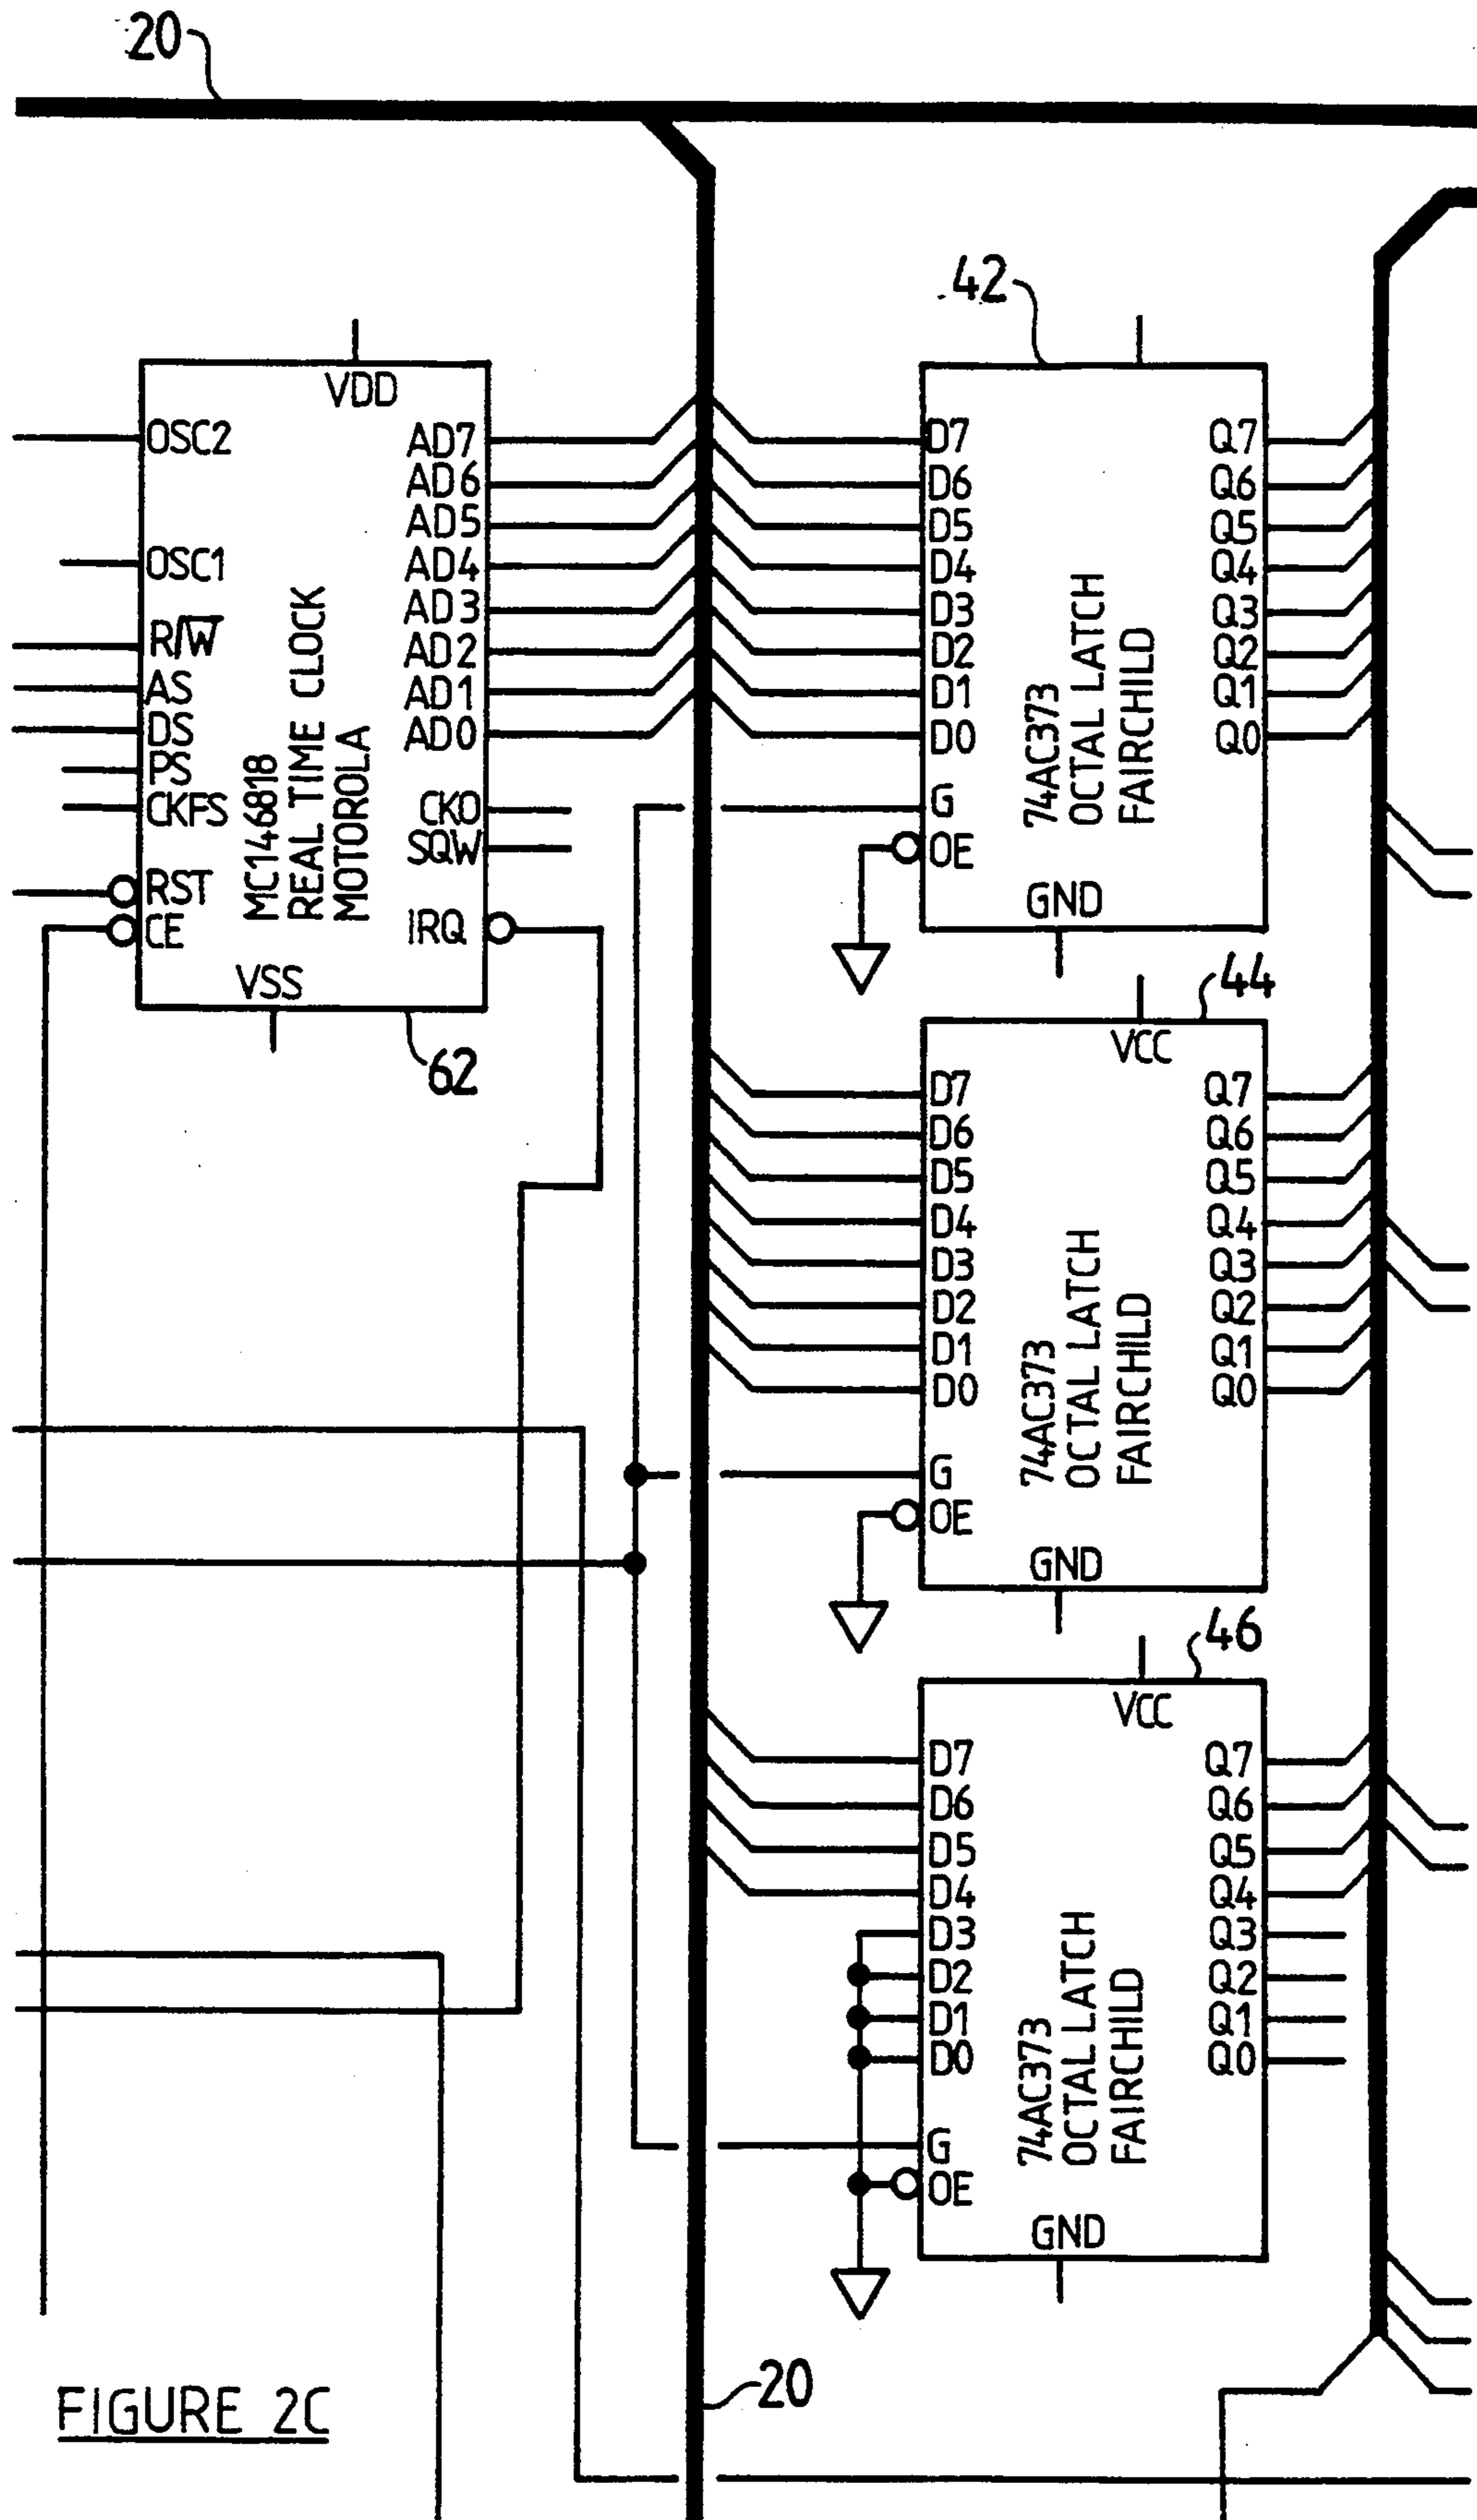 20
42
VDD
OSC2
OSC1
R/W̅
AS
DS
PS
CKFS
RST
CE
VSS
AD7
AD6
AD5
AD4
AD3
AD2
AD1
AD0
CKO
SQW
IRQ
MC146818
REAL TIME CLOCK
MOTOROLA
62
D7
D6
D5
D4
D3
D2
D1
D0
G
OE
GND
Q7
Q6
Q5
Q4
Q3
Q2
Q1
Q0
74AC373
OCTAL LATCH
FAIRCHILD
44
VCC
D7
D6
D5
D4
D3
D2
D1
D0
G
OE
GND
Q7
Q6
Q5
Q4
Q3
Q2
Q1
Q0
74AC373
OCTAL LATCH
FAIRCHILD
46
VCC
D7
D6
D5
D4
D3
D2
D1
D0
G
OE
GND
Q7
Q6
Q5
Q4
Q3
Q2
Q1
Q0
74AC373
OCTAL LATCH
FAIRCHILD
20
FIGURE 2C